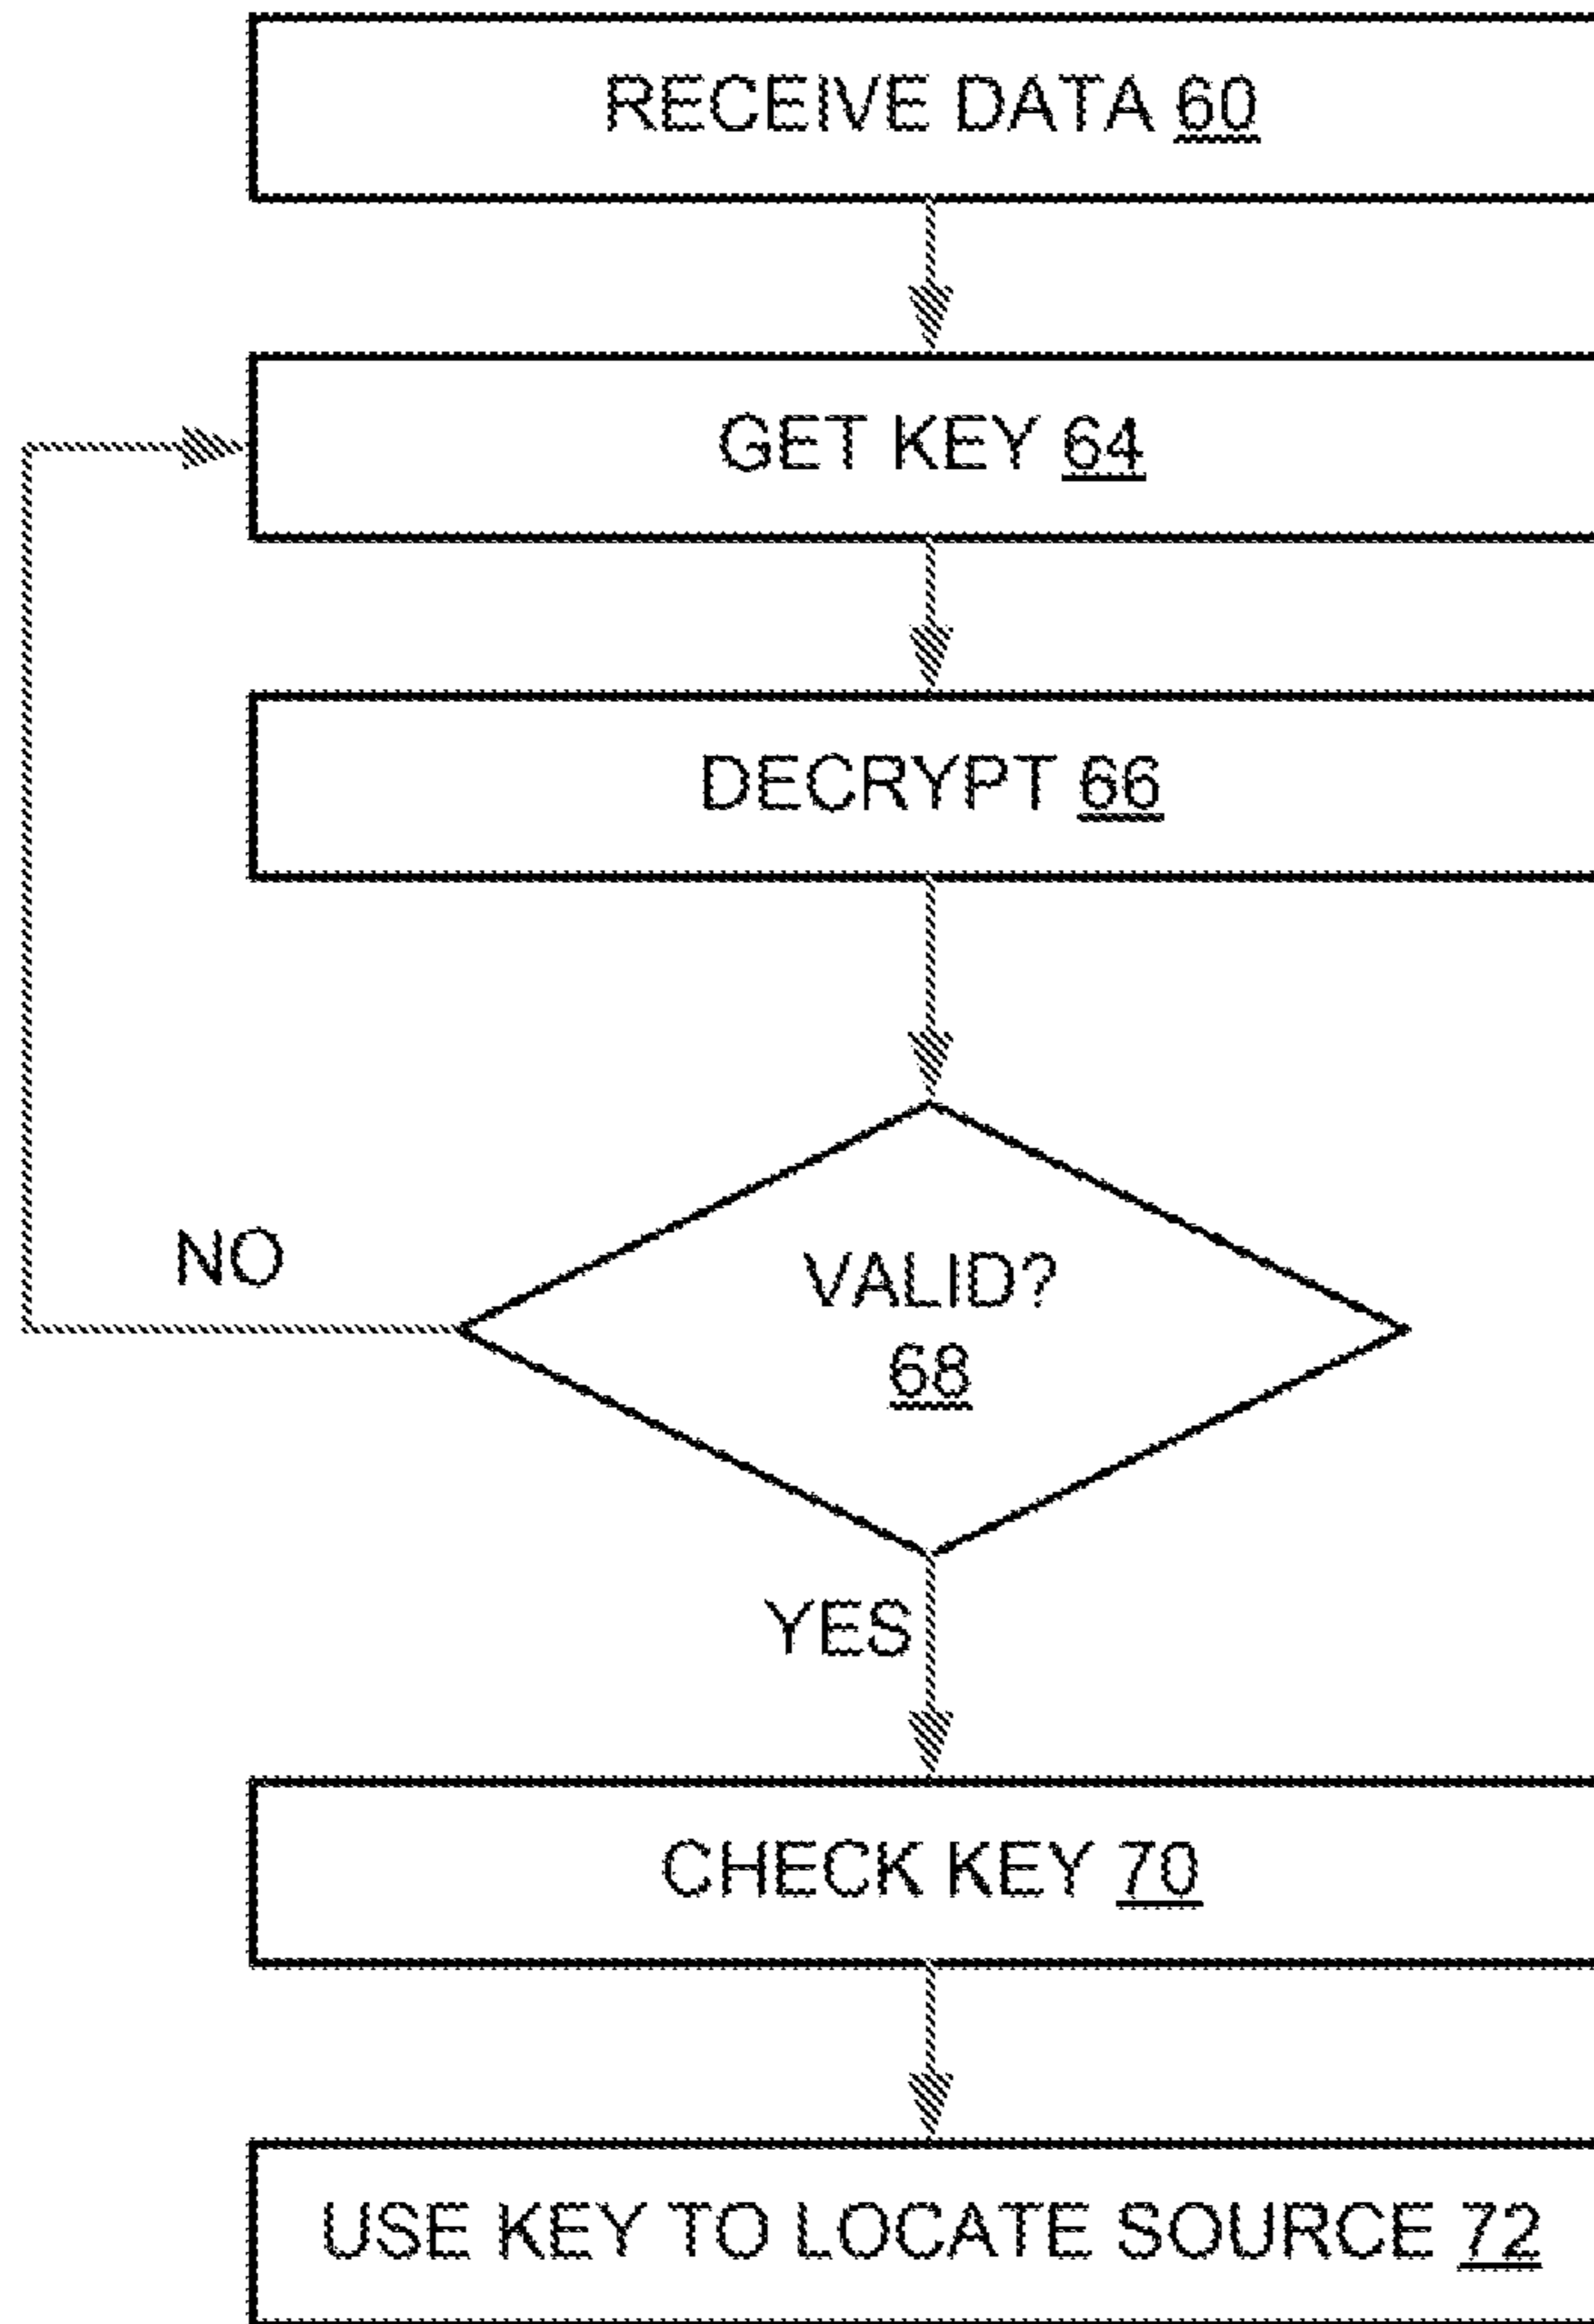 RECEIVE DATA 60
GET KEY 64
DECRYPT 66
NO
VALID?
68
YES
CHECK KEY 70
USE KEY TO LOCATE SOURCE 72